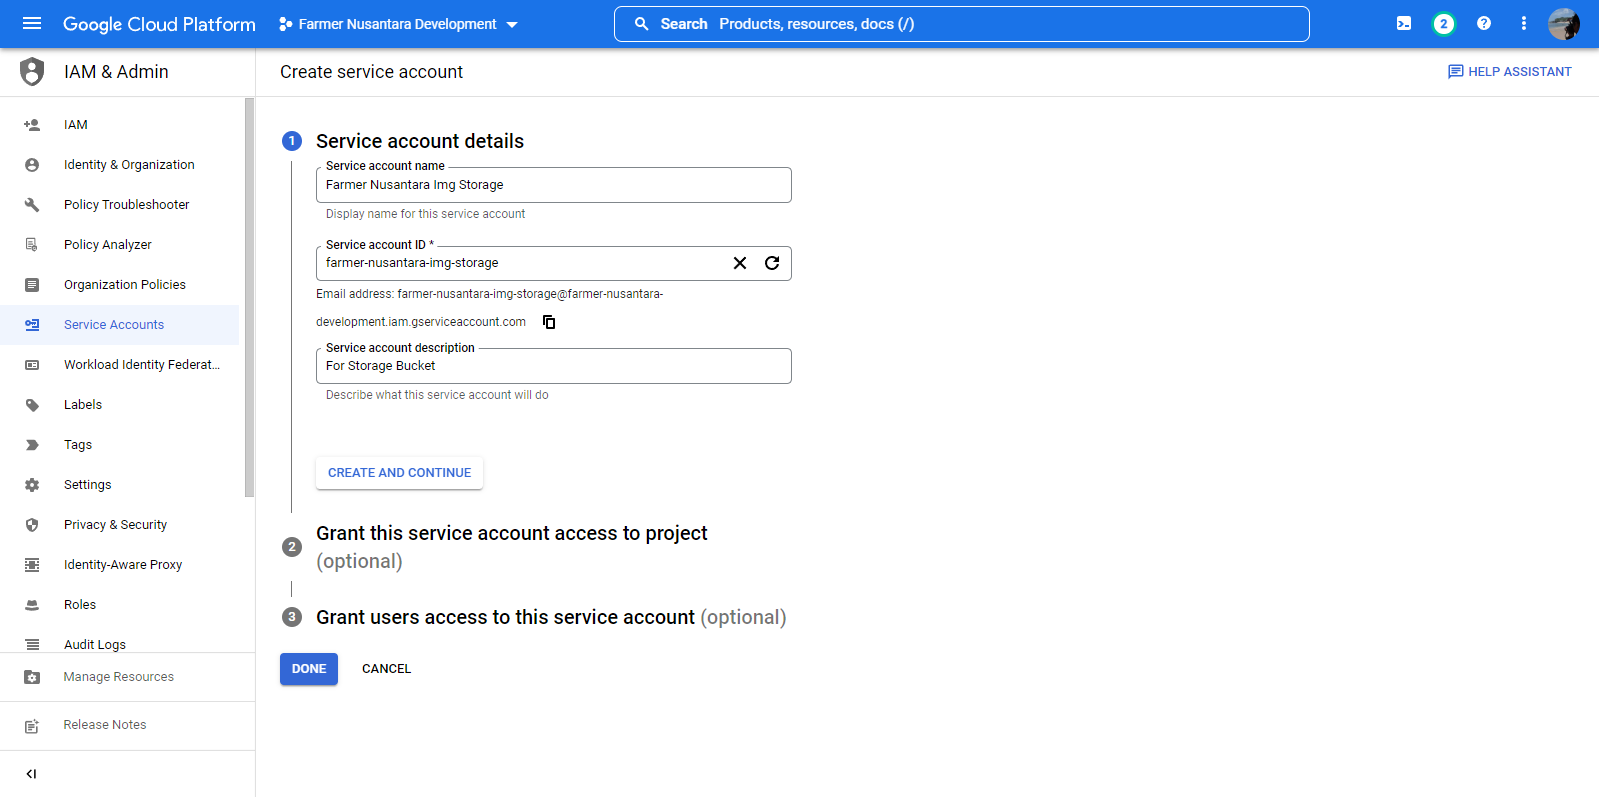 Google Cloud Platform
Farmer Nusantara Development
Search Products, resources, docs (/)
2
IAM & Admin
Create service account
HELP ASSISTANT
IAM
Identity & Organization
Policy Troubleshooter
Policy Analyzer
Organization Policies
Service Accounts
Workload Identity Federat...
Labels
Tags
Settings
Privacy & Security
Identity-Aware Proxy
Roles
Audit Logs
Manage Resources
Release Notes
1 Service account details
Service account name
Farmer Nusantara Img Storage
Display name for this service account
Service account ID *
farmer-nusantara-img-storage
Email address: farmer-nusantara-img-storage@farmer-nusantara-
development.iam.gserviceaccount.com
Service account description
For Storage Bucket
Describe what this service account will do
CREATE AND CONTINUE
2 Grant this service account access to project
(optional)
3 Grant users access to this service account (optional)
DONE CANCEL